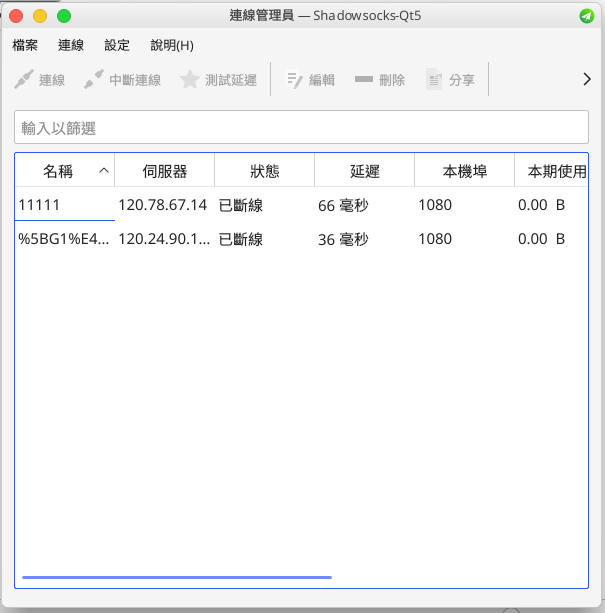 連線管理員 — Shadowsocks-Qt5
檔案 連線 設定 說明(H)
連線 中斷連線 測試延遲 編輯 刪除 分享
輸入以篩選
名稱 伺服器 狀態 延遲 本機埠 本期使用
11111 120.78.67.14 已斷線 66 毫秒 1080 0.00 B
%5BG1%E4... 120.24.90.1... 已斷線 36 毫秒 1080 0.00 B